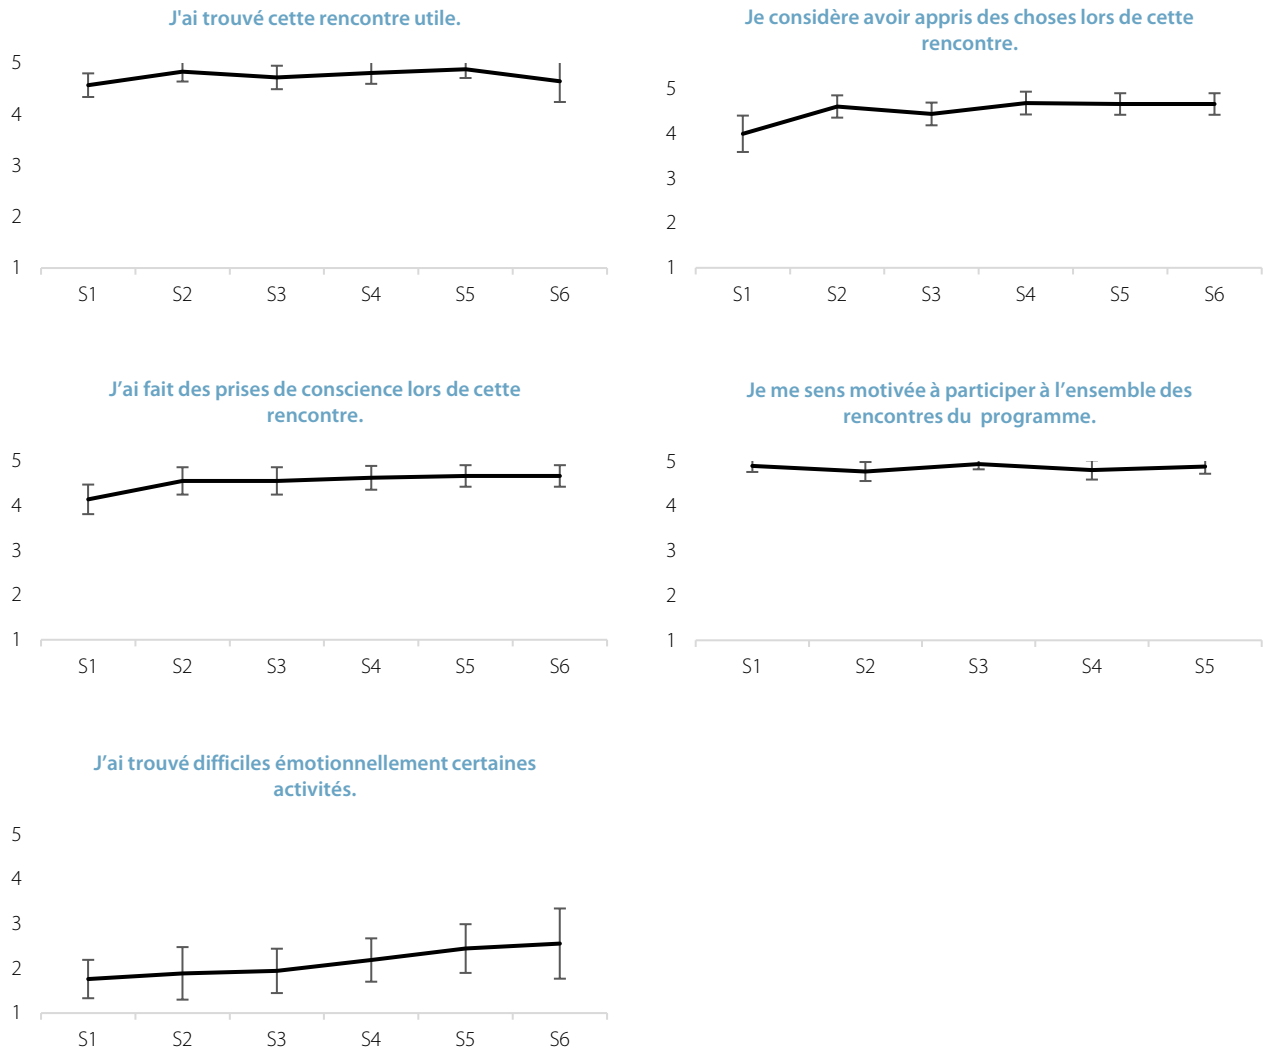 J'ai trouvé cette rencontre utile.
5
4
3
2
1
S1 S2 S3 S4 S5 S6
Je considère avoir appris des choses lors de cette
rencontre.
5
4
3
2
1
S1 S2 S3 S4 S5 S6
J’ai fait des prises de conscience lors de cette
rencontre.
5
4
3
2
1
S1 S2 S3 S4 S5 S6
Je me sens motivée à participer à l’ensemble des
rencontres du programme.
5
4
3
2
1
S1 S2 S3 S4 S5
J’ai trouvé difficiles émotionnellement certaines
activités.
5
4
3
2
1
S1 S2 S3 S4 S5 S6